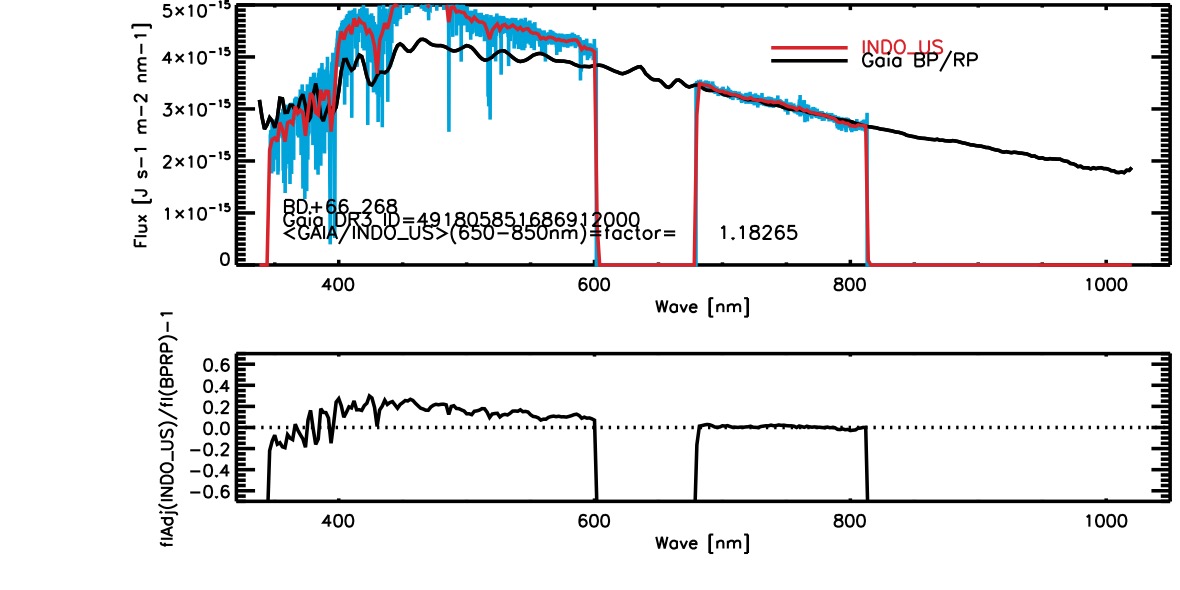 5×10−15
4×10−15
3×10−15
2×10−15
1×10−15
0
Flux [J s−1 m−2 nm−1]
INDO_US
Gaia BP/RP
BD+66_268
Gaia DR3 ID=491805851686912000
<GAIA/INDO_US>(650−850nm)=factor= 1.18265
400 600 800 1000
Wave [nm]
0.6
0.4
0.2
0.0
−0.2
−0.4
−0.6
flAdj(INDO_US)/fl(BPRP)−1
400 600 800 1000
Wave [nm]